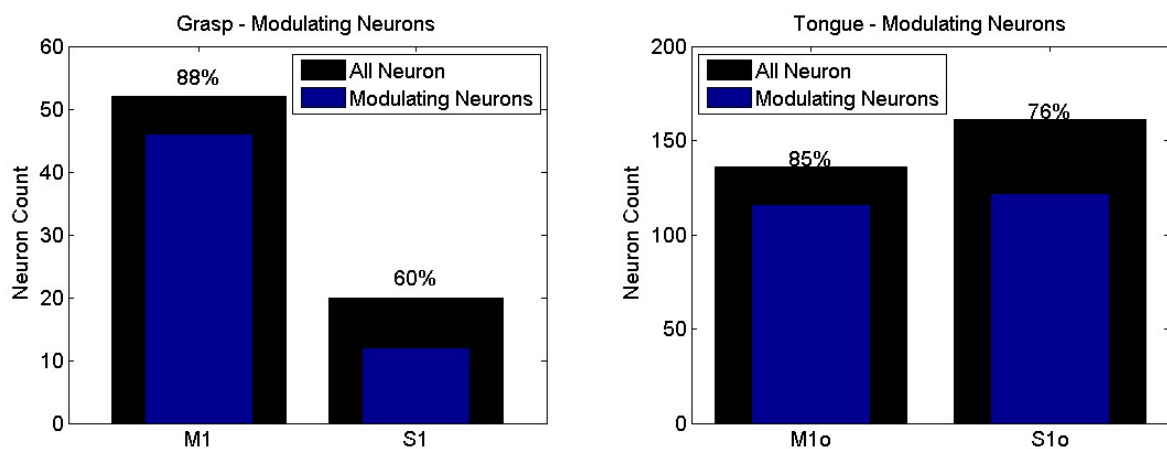 Grasp - Modulating Neurons
60
50
40
30
20
10
0
Neuron Count
88%
60%
All Neuron
Modulating Neurons
M1
S1
Tongue - Modulating Neurons
200
150
100
50
0
Neuron Count
All Neuron
Modulating Neurons
85%
76%
M1o
S1o